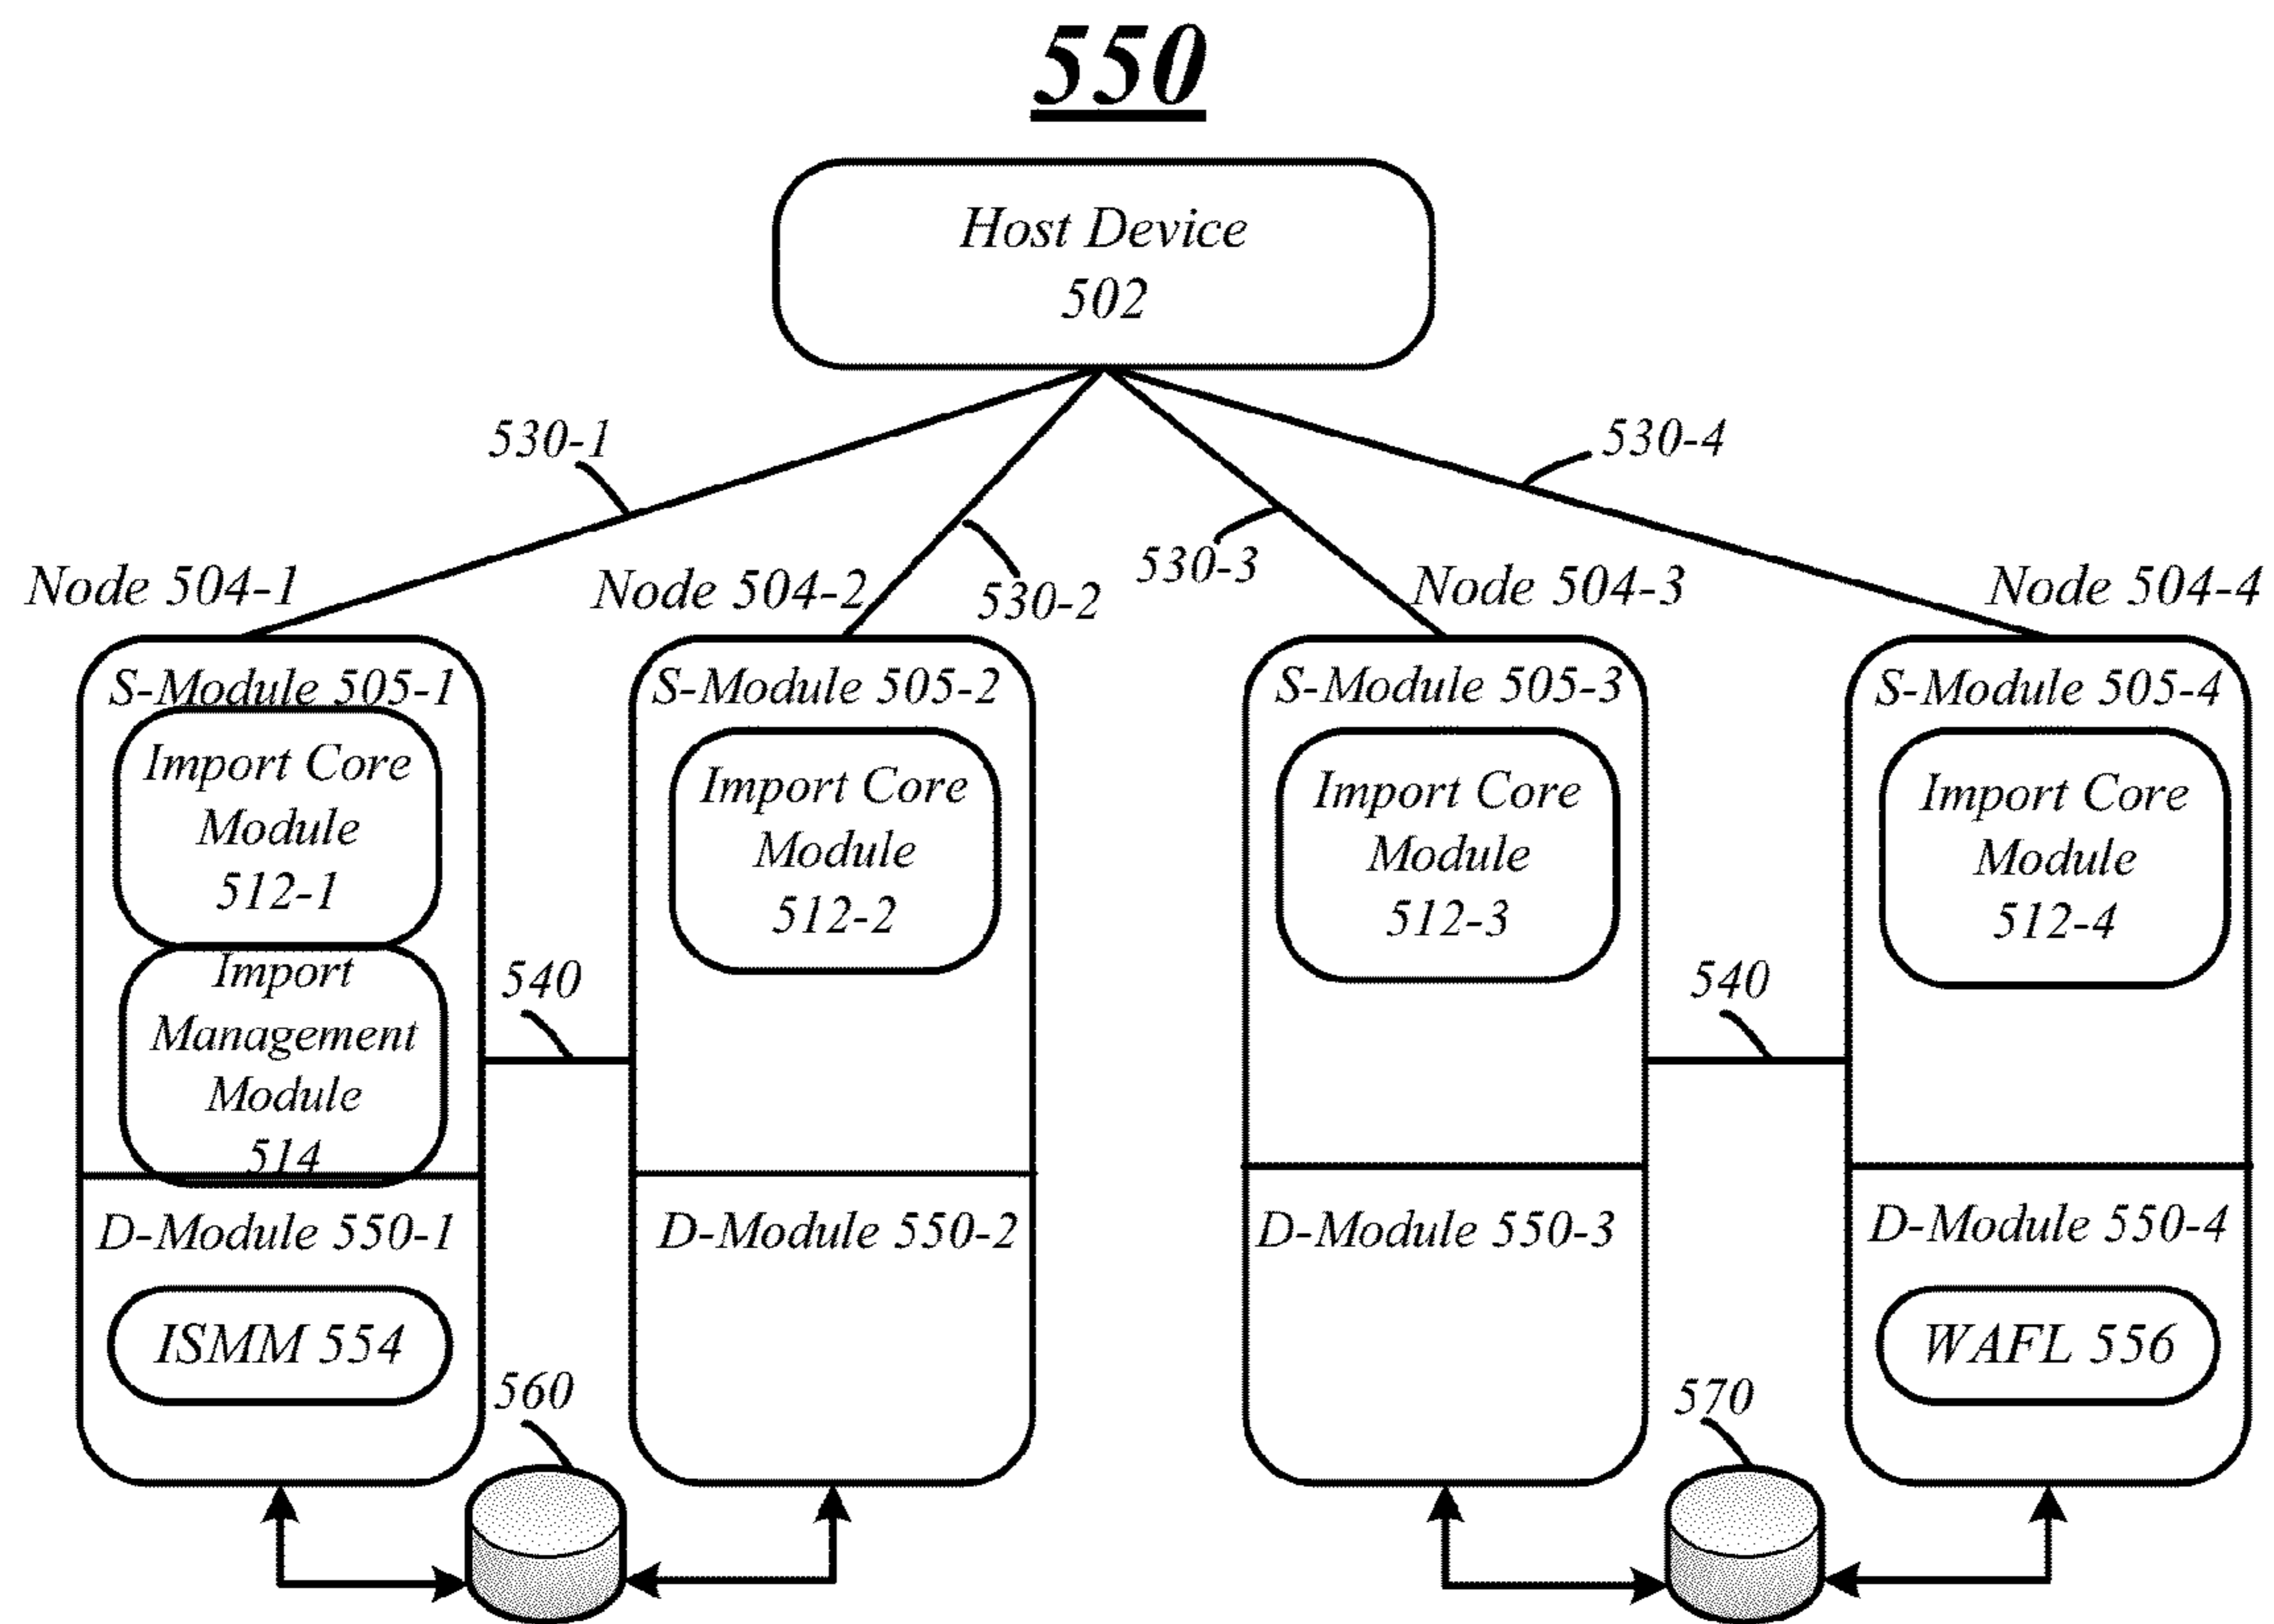 550
Host Device
502
530-1
530-4
530-2
530-3
Node 504-1
Node 504-2
Node 504-3
Node 504-4
S-Module 505-1
Import Core
Module
512-1
Import
Management
Module
514
D-Module 550-1
ISMM 554
540
S-Module 505-2
Import Core
Module
512-2
D-Module 550-2
560
S-Module 505-3
Import Core
Module
512-3
D-Module 550-3
540
S-Module 505-4
Import Core
Module
512-4
D-Module 550-4
WAFL 556
570